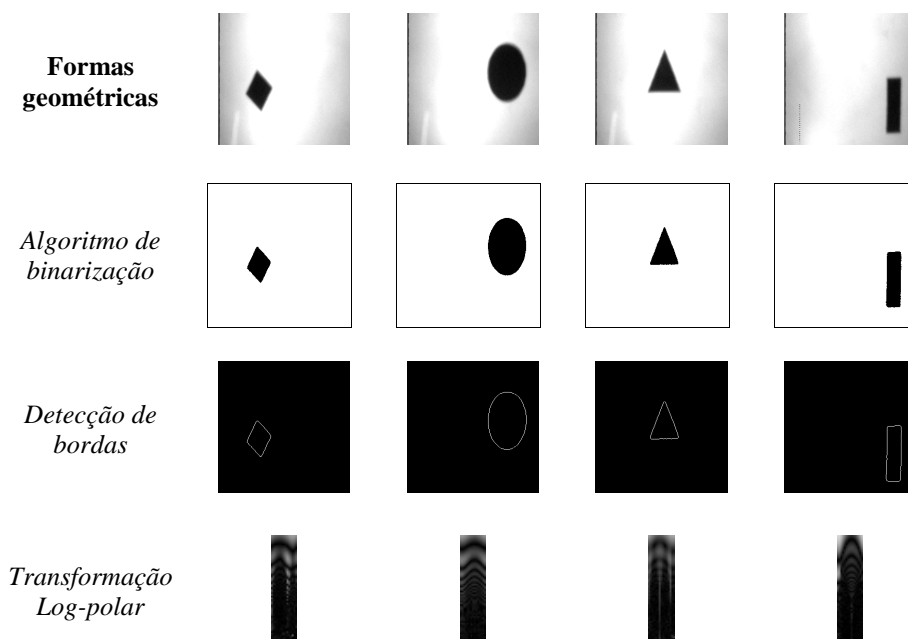 Formas
geométricas
Algoritmo de
binarização
Detecção de
bordas
Transformação
Log-polar